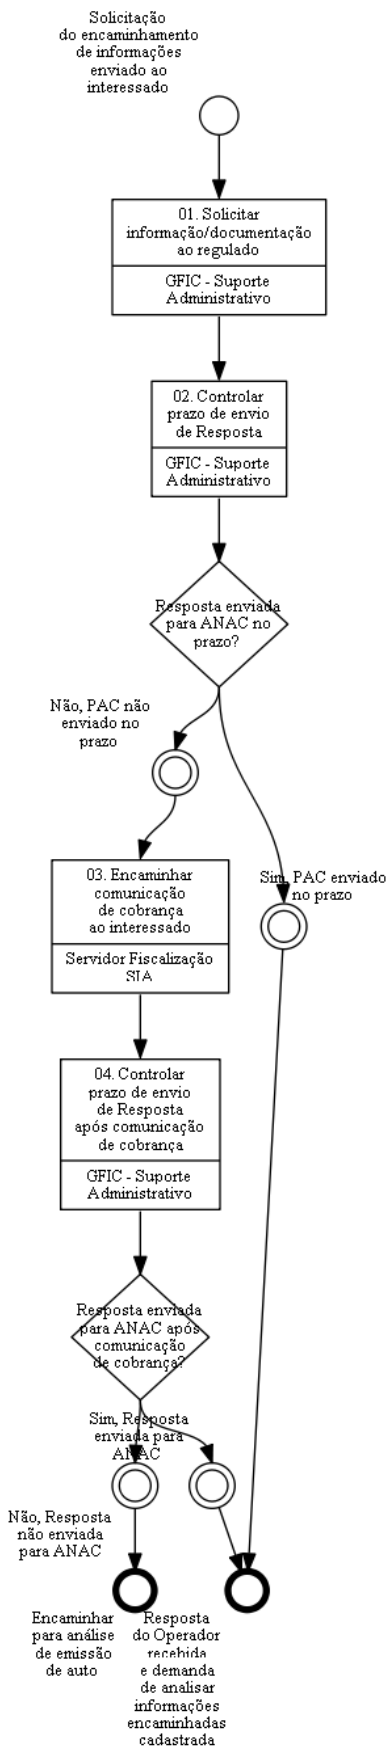 Solicitação
do encaminhamento
de informações
enviado ao
interessado
01. Solicitar
informação/documentação
ao regulado
GFIC - Suporte
Administrativo
02. Controlar
prazo de envio
de Resposta
GFIC - Suporte
Administrativo
Resposta enviada
para ANAC no
prazo?
Não, PAC não
enviado no
prazo
Sim, PAC enviado
no prazo
03. Encaminhar
comunicação
de cobrança
ao interessado
Servidor Fiscalização
SIA
04. Controlar
prazo de envio
de Resposta
após comunicação
de cobrança
GFIC - Suporte
Administrativo
Resposta enviada
para ANAC após
comunicação
de cobrança?
Sim, Resposta
enviada para
ANAC
Não, Resposta
não enviada
para ANAC
Encaminhar
para análise
de emissão
de auto
Resposta
do Operador
recebida
e demanda
de analisar
informações
encaminhadas
cadastrada